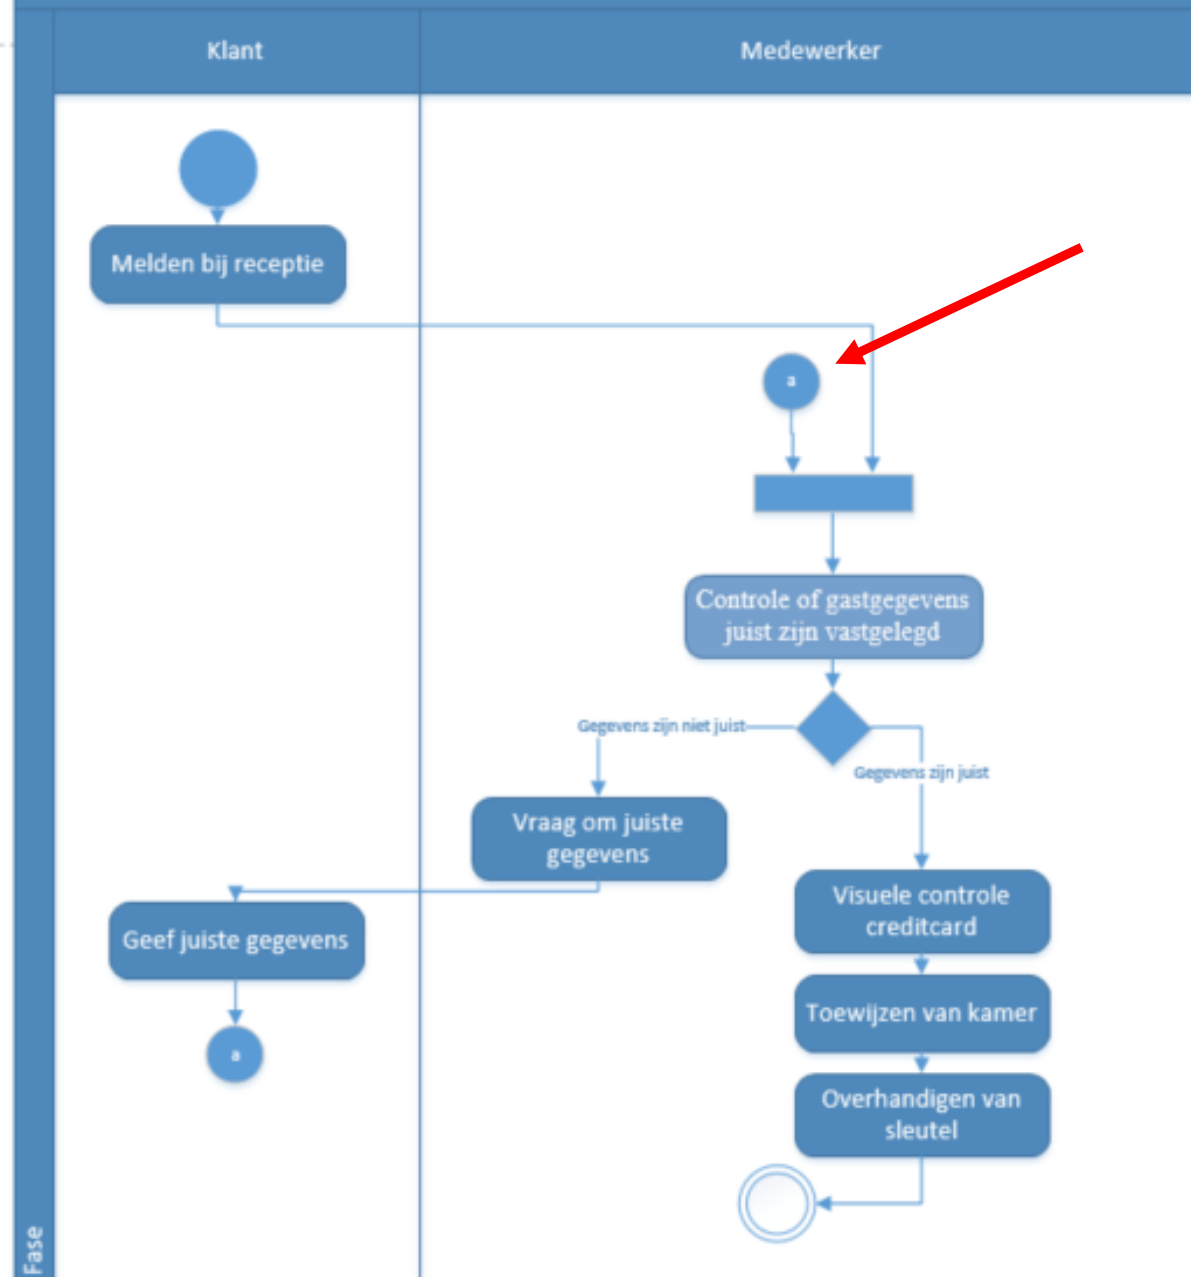 Klant
Medewerker
Melden bij receptie
a
Controle of gastgegevens
juist zijn vastgelegd
Gegevens zijn niet juist
Gegevens zijn juist
Vraag om juiste
gegevens
Visuele controle
creditcard
Geef juiste gegevens
Toewijzen van kamer
a
Overhandigen van
sleutel
Fase